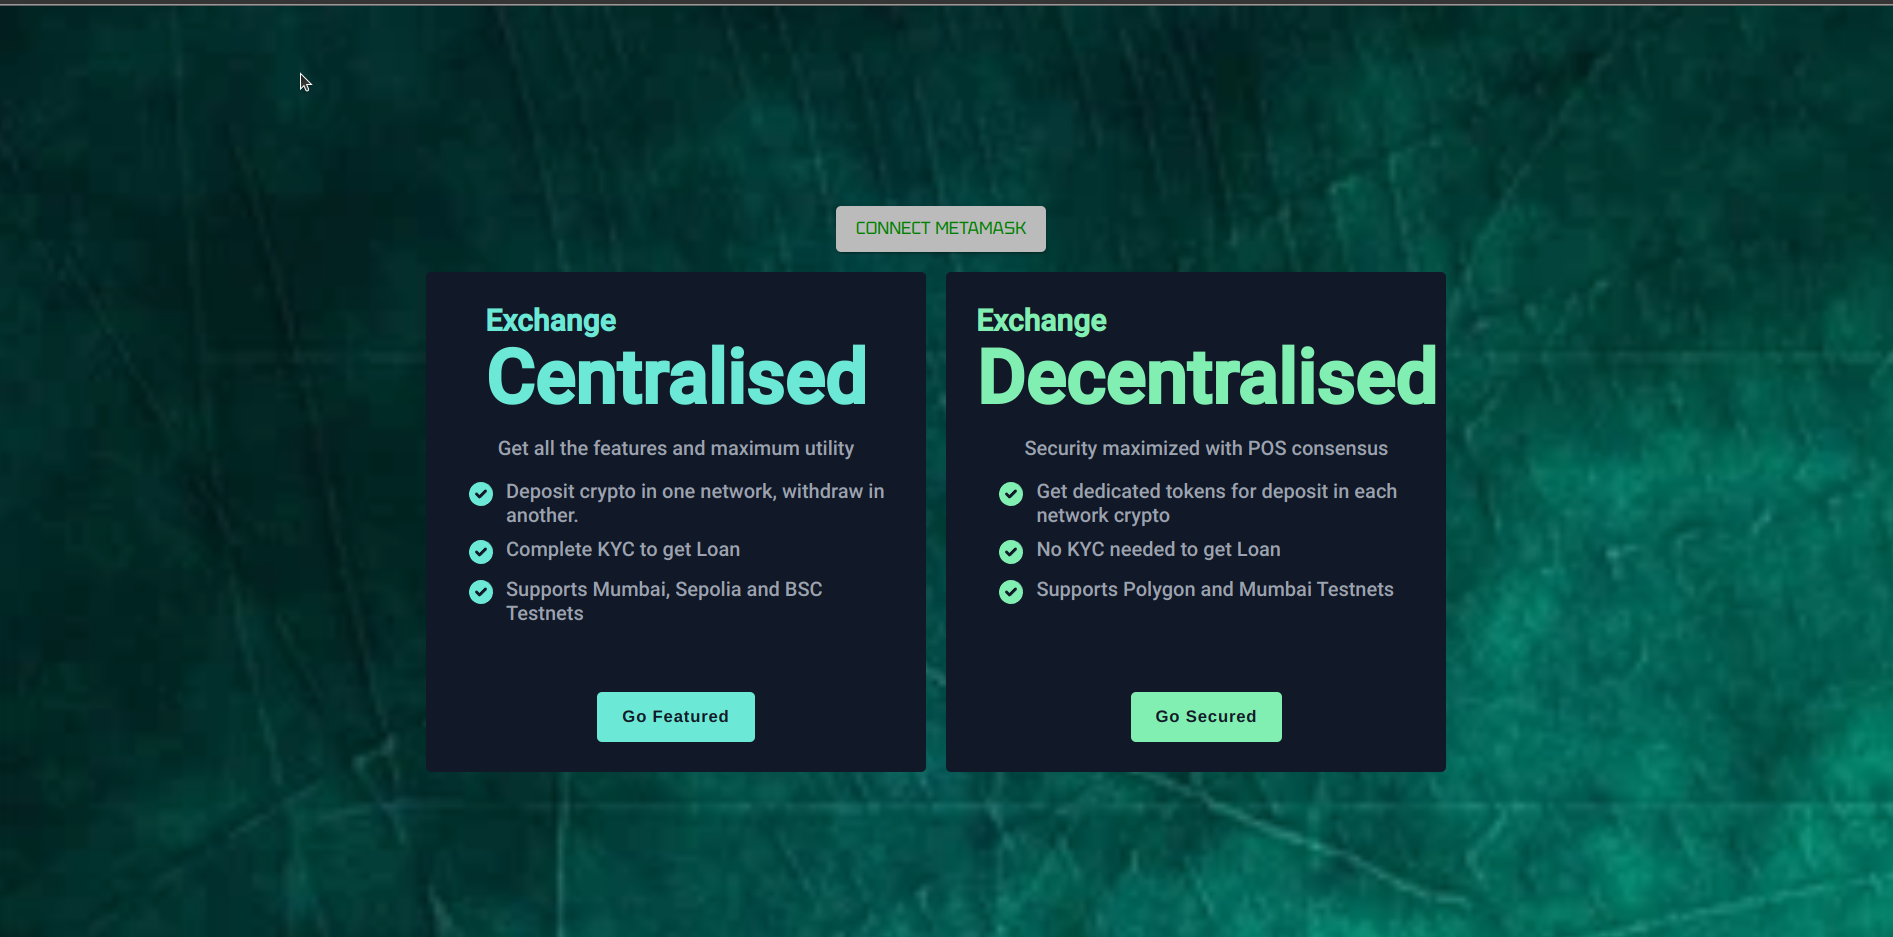 CONNECT METAMASK
Exchange
Centralised
Get all the features and maximum utility
Deposit crypto in one network, withdraw in
another.
Complete KYC to get Loan
Supports Mumbai, Sepolia and BSC
Testnets
Go Featured
Exchange
Decentralised
Security maximized with POS consensus
Get dedicated tokens for deposit in each
network crypto
No KYC needed to get Loan
Supports Polygon and Mumbai Testnets
Go Secured